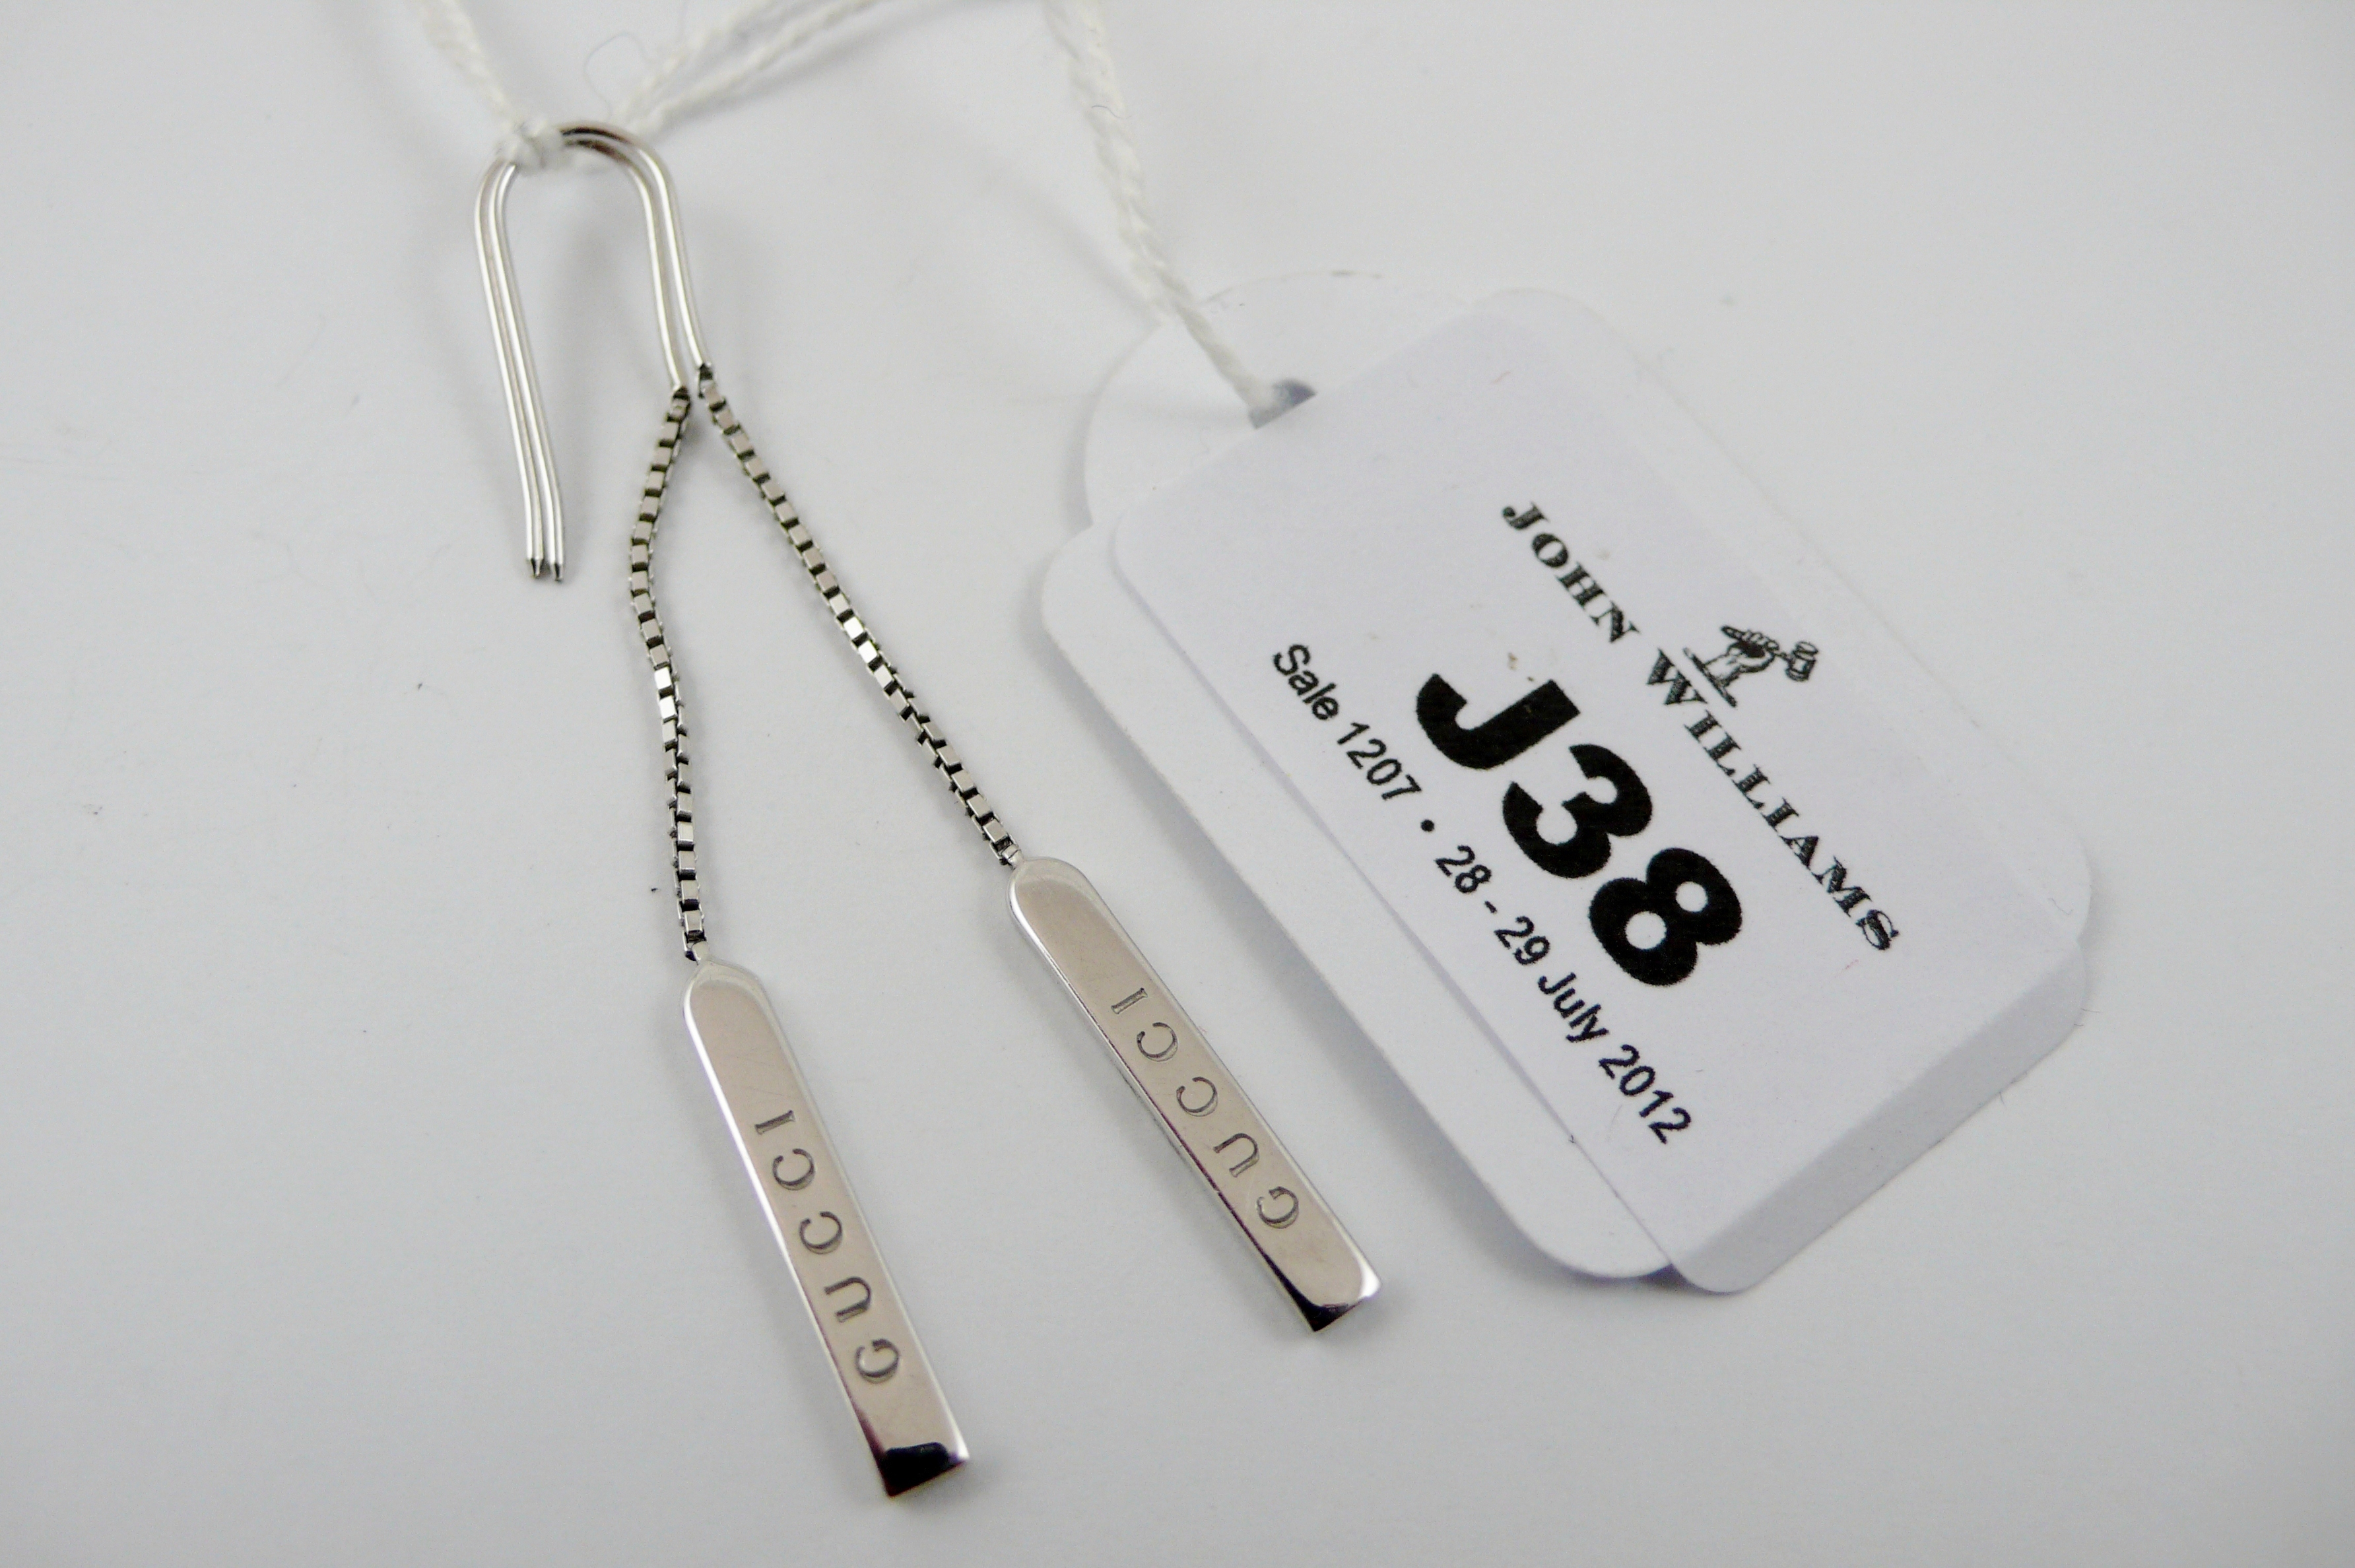 GUCCI
GUCCI
JOHN WILLIAMS
J38
Sale 1207 • 28 - 29 July 2012